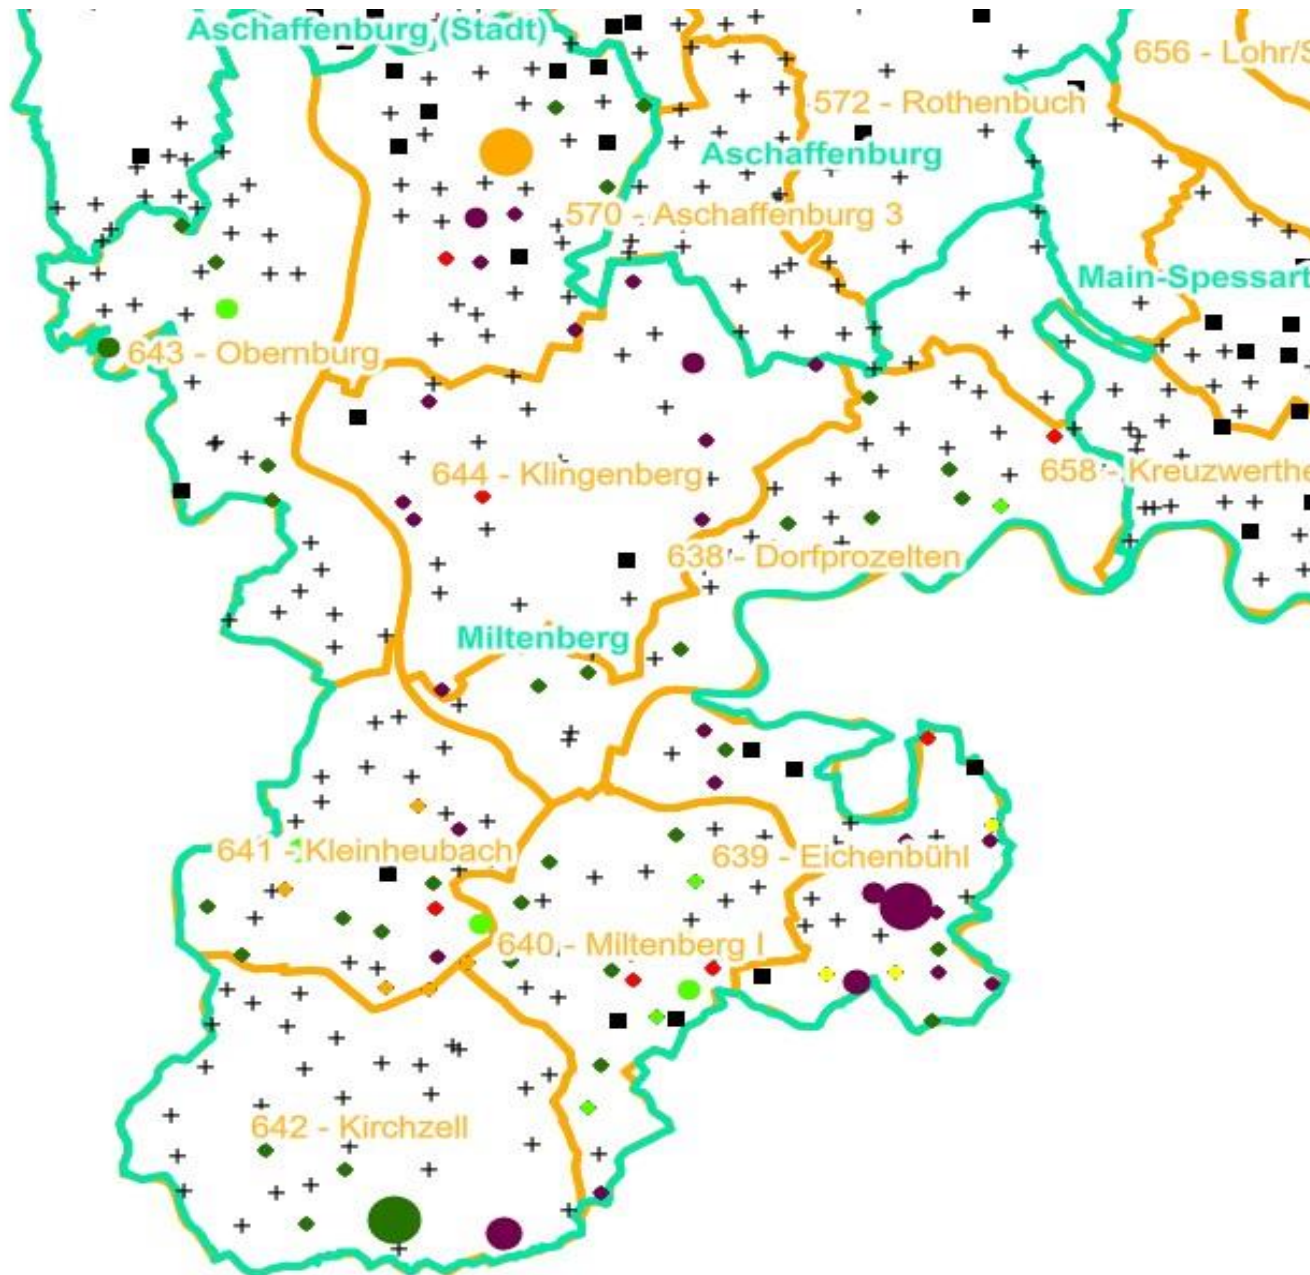 Aschaffenburg (Stadt)
656 - Lohr/S
572 - Rothenbuch
Aschaffenburg
570 - Aschaffenburg 3
Main-Spessart
643 - Obernburg
644 - Klingenberg
658 - Kreuzwerthe
638 - Dorfprozelten
Miltenberg
641 - Kleinheubach
639 - Eichenbühl
640 - Miltenberg I
642 - Kirchzell